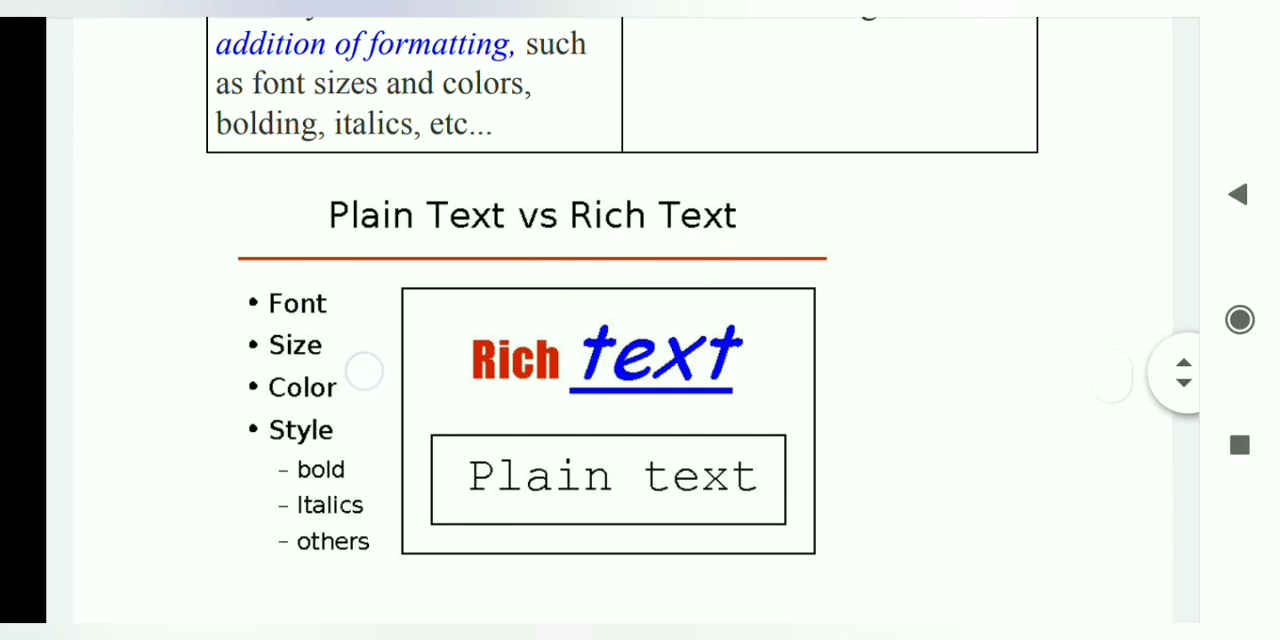 addition of formatting, such
as font sizes and colors,
bolding, italics, etc...
Plain Text vs Rich Text
• Font
• Size
• Color
• Style
– bold
– Italics
– others
Rich text
Plain text